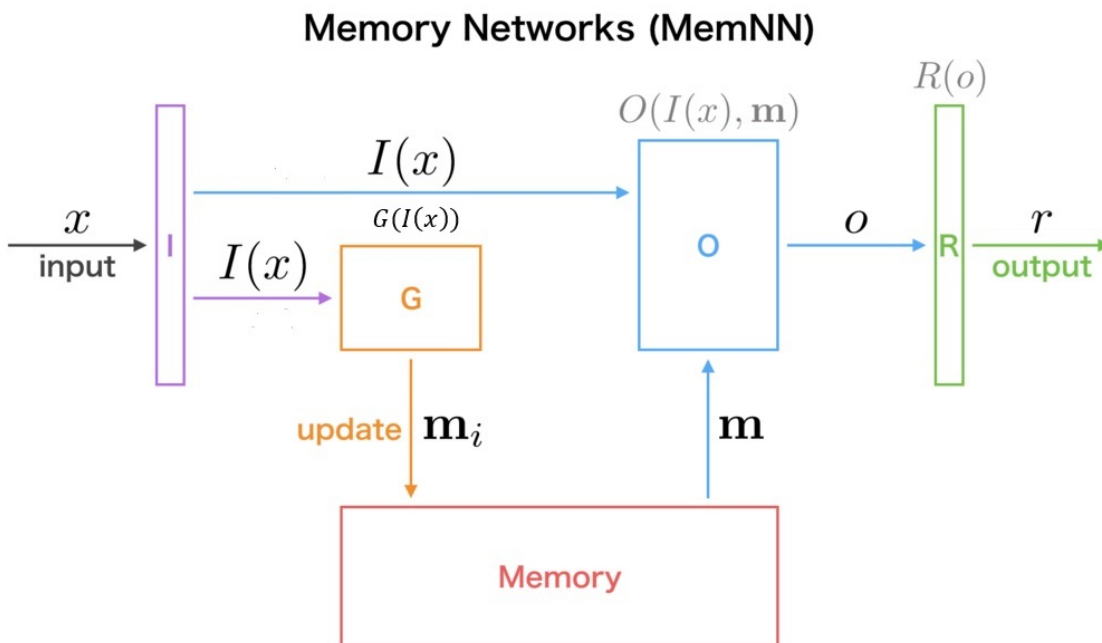 Memory Networks (MemNN)
R(o)
O(I(x), m)
I(x)
G(I(x))
x
input
I
I(x)
G
O
o
R
r
output
update
m_i
m
Memory